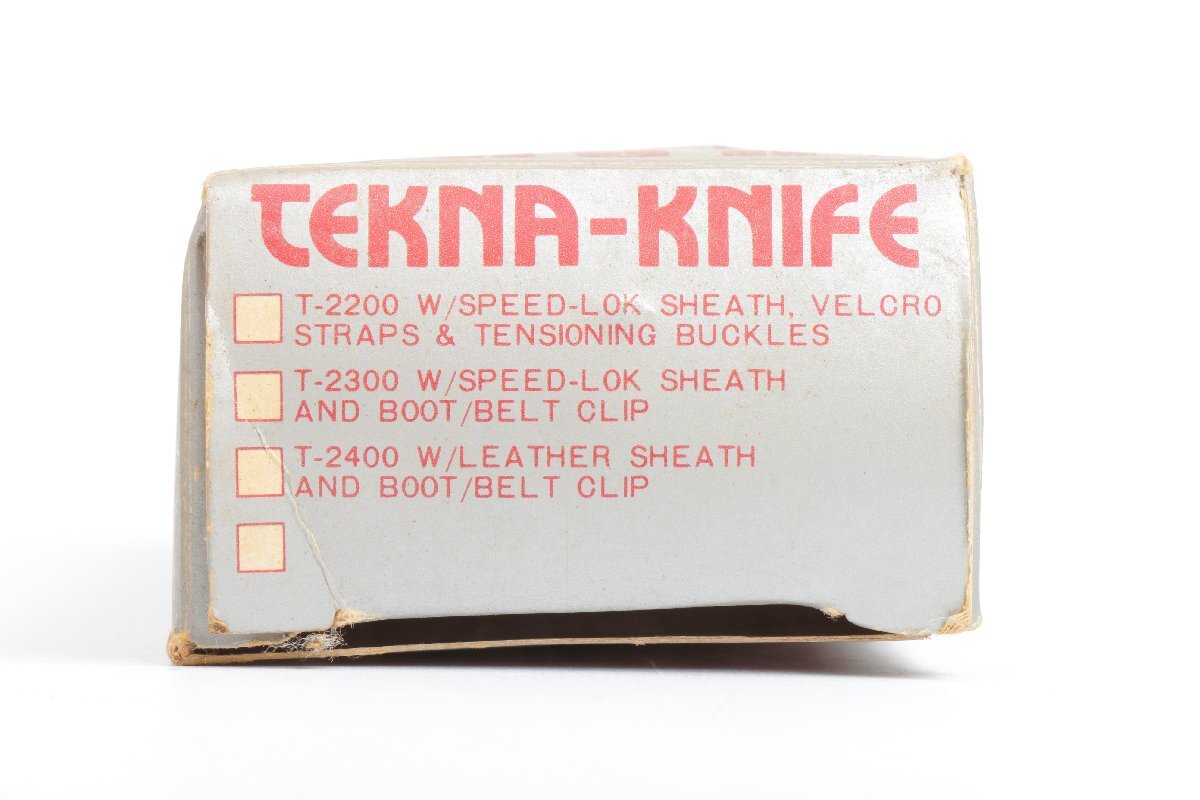 TEKNA-KNIFE
T-2200 W/SPEED-LOK SHEATH, VELCRO
STRAPS & TENSIONING BUCKLES
T-2300 W/SPEED-LOK SHEATH
AND BOOT/BELT CLIP
T-2400 W/LEATHER SHEATH
AND BOOT/BELT CLIP